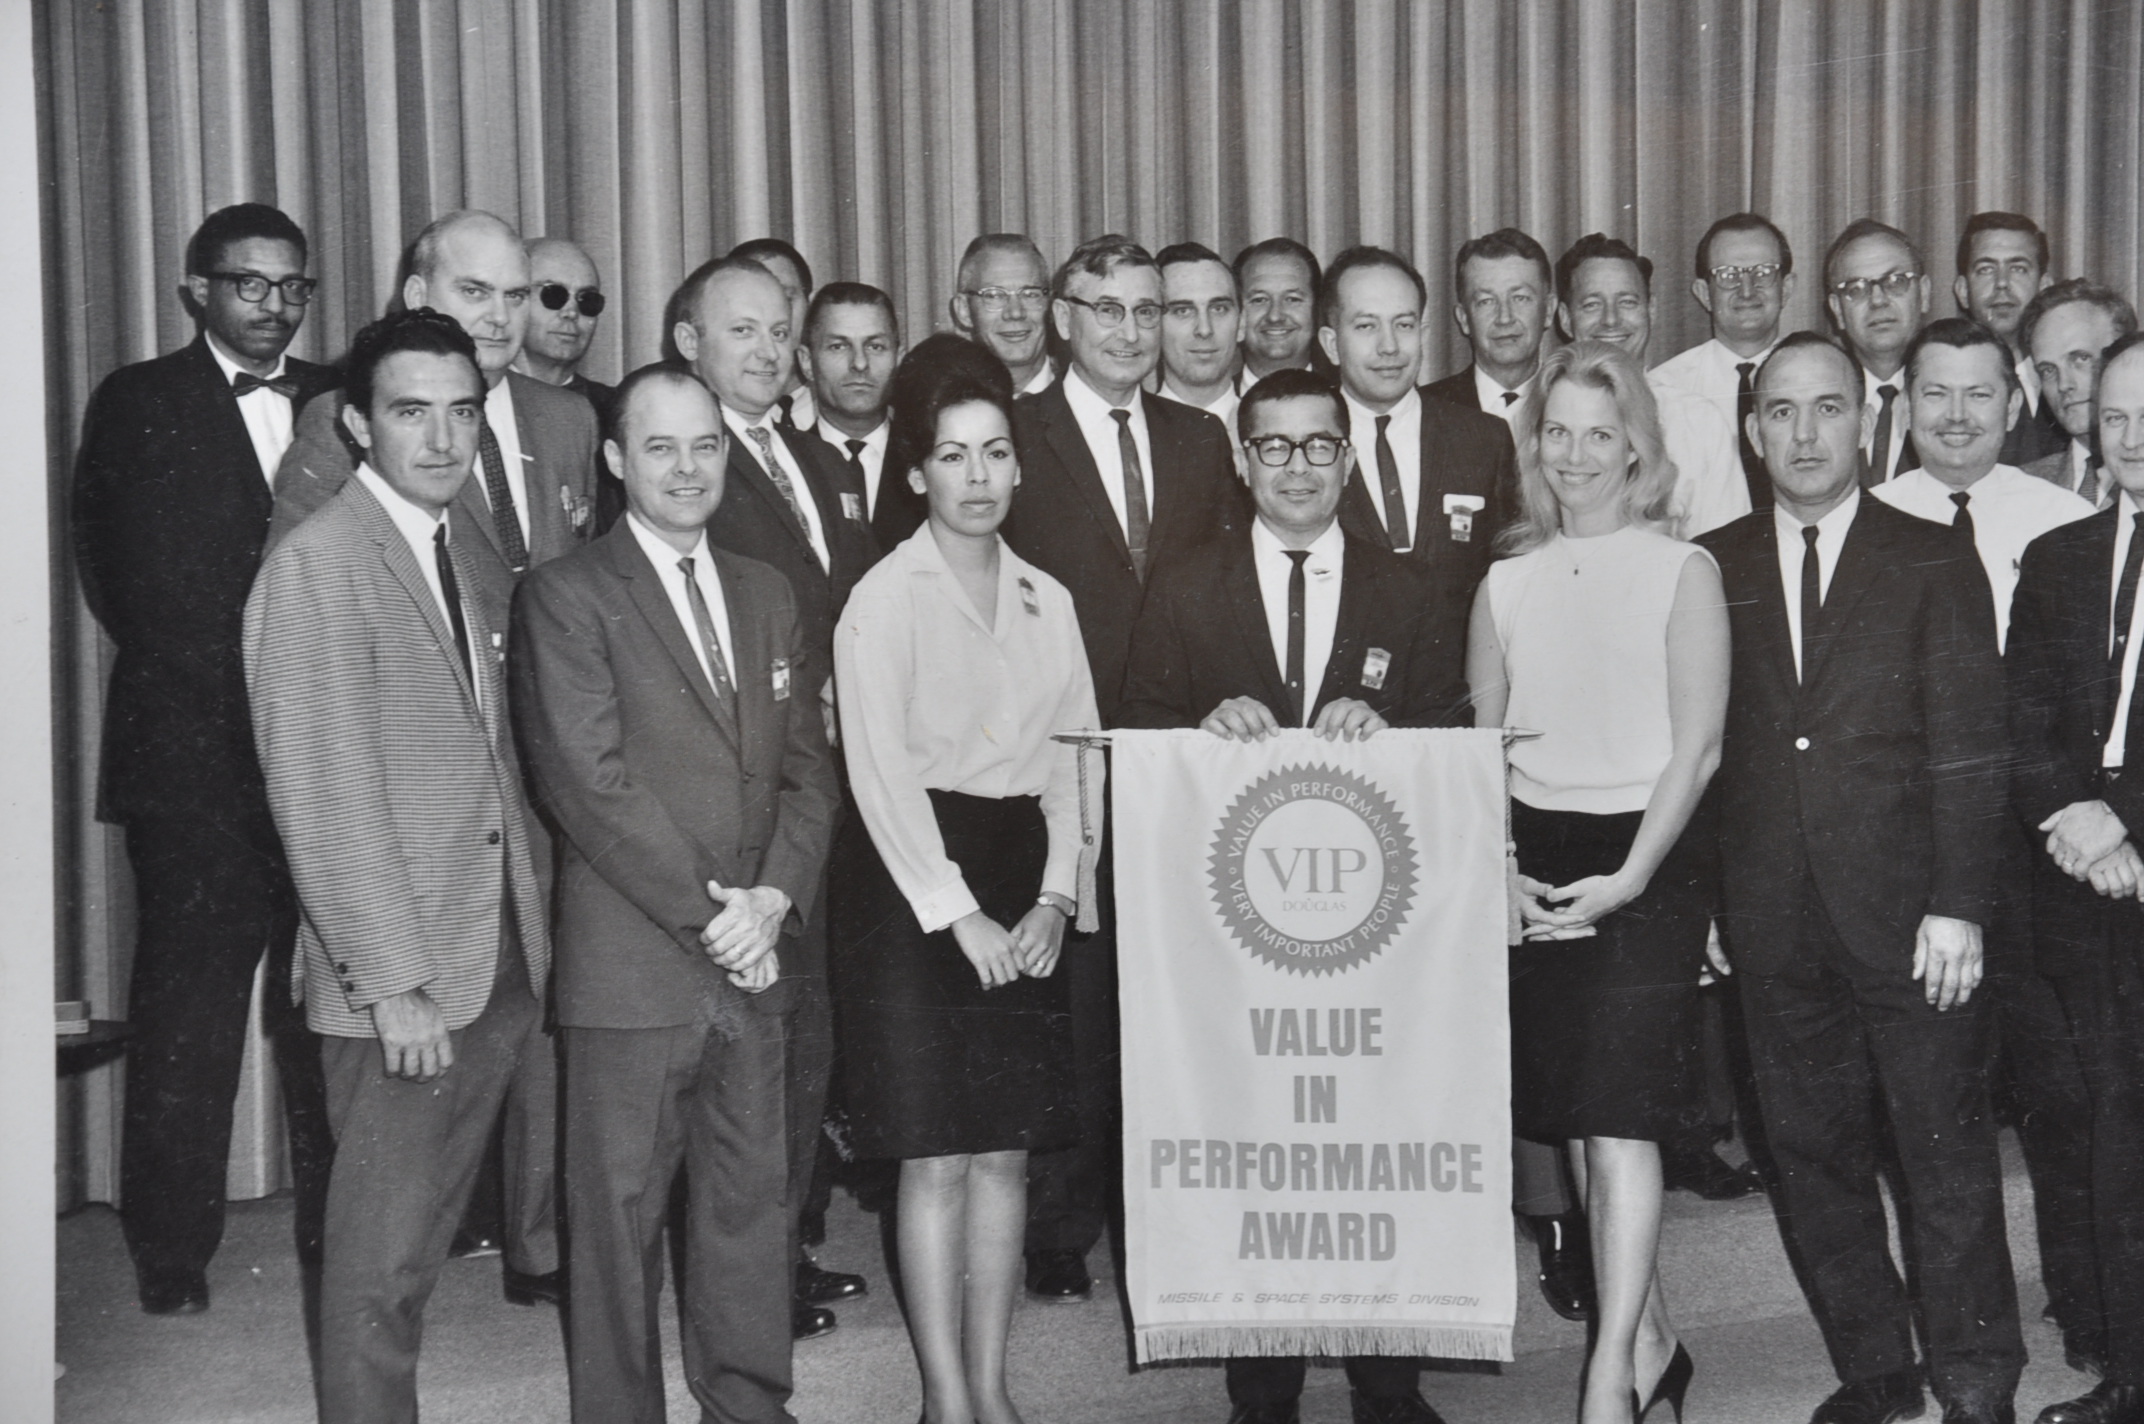 VALUE IN PERFORMANCE
VIP
DOUGLAS
VERY IMPORTANT PEOPLE
VALUE
IN
PERFORMANCE
AWARD
MISSILE & SPACE SYSTEMS DIVISION